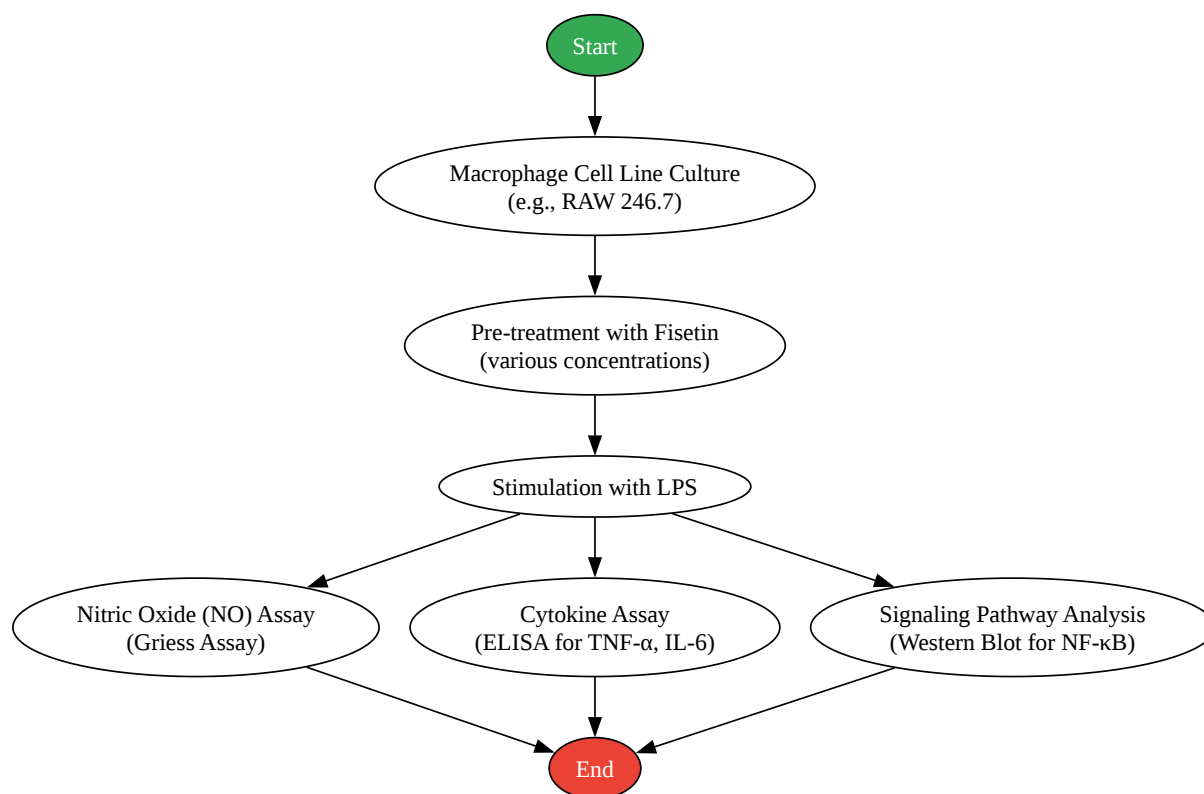 Start
Macrophage Cell Line Culture
(e.g., RAW 246.7)
Pre-treatment with Fisetin
(various concentrations)
Stimulation with LPS
Nitric Oxide (NO) Assay
(Griess Assay)
Cytokine Assay
(ELISA for TNF-α, IL-6)
Signaling Pathway Analysis
(Western Blot for NF-κB)
End